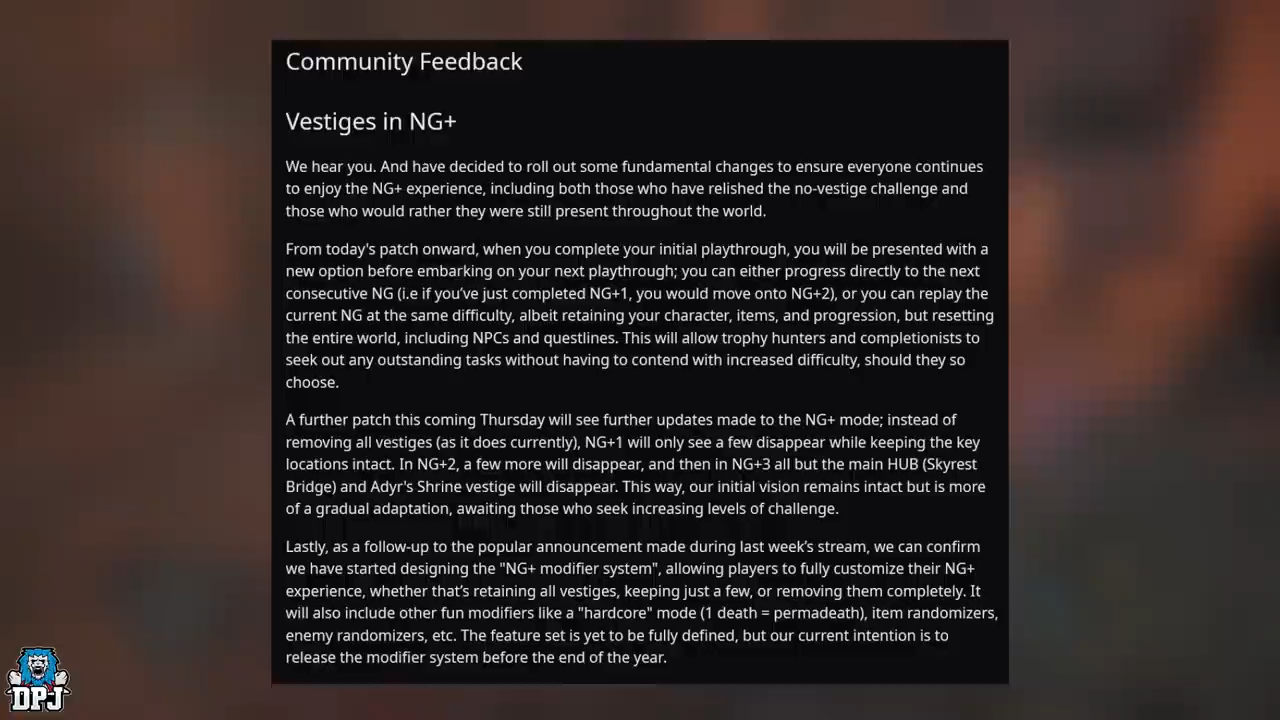 Community Feedback
Vestiges in NG+
We hear you. And have decided to roll out some fundamental changes to ensure everyone continues
to enjoy the NG+ experience, including both those who have relished the no-vestige challenge and
those who would rather they were still present throughout the world.
From today's patch onward, when you complete your initial playthrough, you will be presented with a
new option before embarking on your next playthrough; you can either progress directly to the next
consecutive NG (i.e if you’ve just completed NG+1, you would move onto NG+2), or you can replay the
current NG at the same difficulty, albeit retaining your character, items, and progression, but resetting
the entire world, including NPCs and questlines. This will allow trophy hunters and completionists to
seek out any outstanding tasks without having to contend with increased difficulty, should they so
choose.
A further patch this coming Thursday will see further updates made to the NG+ mode; instead of
removing all vestiges (as it does currently), NG+1 will only see a few disappear while keeping the key
locations intact. In NG+2, a few more will disappear, and then in NG+3 all but the main HUB (Skyrest
Bridge) and Adyr's Shrine vestige will disappear. This way, our initial vision remains intact but is more
of a gradual adaptation, awaiting those who seek increasing levels of challenge.
Lastly, as a follow-up to the popular announcement made during last week’s stream, we can confirm
we have started designing the "NG+ modifier system", allowing players to fully customize their NG+
experience, whether that’s retaining all vestiges, keeping just a few, or removing them completely. It
will also include other fun modifiers like a "hardcore" mode (1 death = permadeath), item randomizers,
enemy randomizers, etc. The feature set is yet to be fully defined, but our current intention is to
release the modifier system before the end of the year.
DPJ